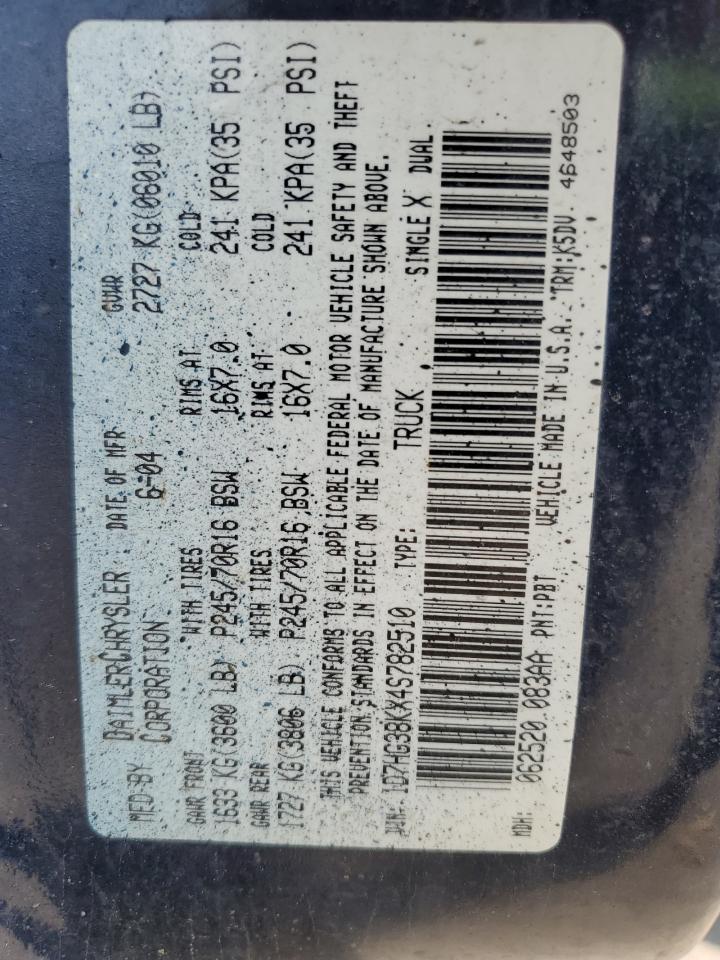 MFD BY DAIMLERCHRYSLER DATE OF MFR GVWR
CORPORATION 6-04 2727 KG(06010 LB)
GAWR FRONT WITH TIRES RIMS AT COLD
1633 KG(3600 LB) P245/70R16 BSW 16X7.0 241 KPA(35 PSI)
GAWR REAR WITH TIRES RIMS AT COLD
1727 KG(3806 LB) P245/70R16 BSW 16X7.0 241 KPA(35 PSI)
THIS VEHICLE CONFORMS TO ALL APPLICABLE FEDERAL MOTOR VEHICLE SAFETY AND THEFT
PREVENTION STANDARDS IN EFFECT ON THE DATE OF MANUFACTURE SHOWN ABOVE.
VIN: 1D7HG38KX4S782510 TYPE: TRUCK SINGLE X DUAL
MDH: 062520 083AA PNT:PBT VEHICLE MADE IN U.S.A. TRM:K5DV 4648503